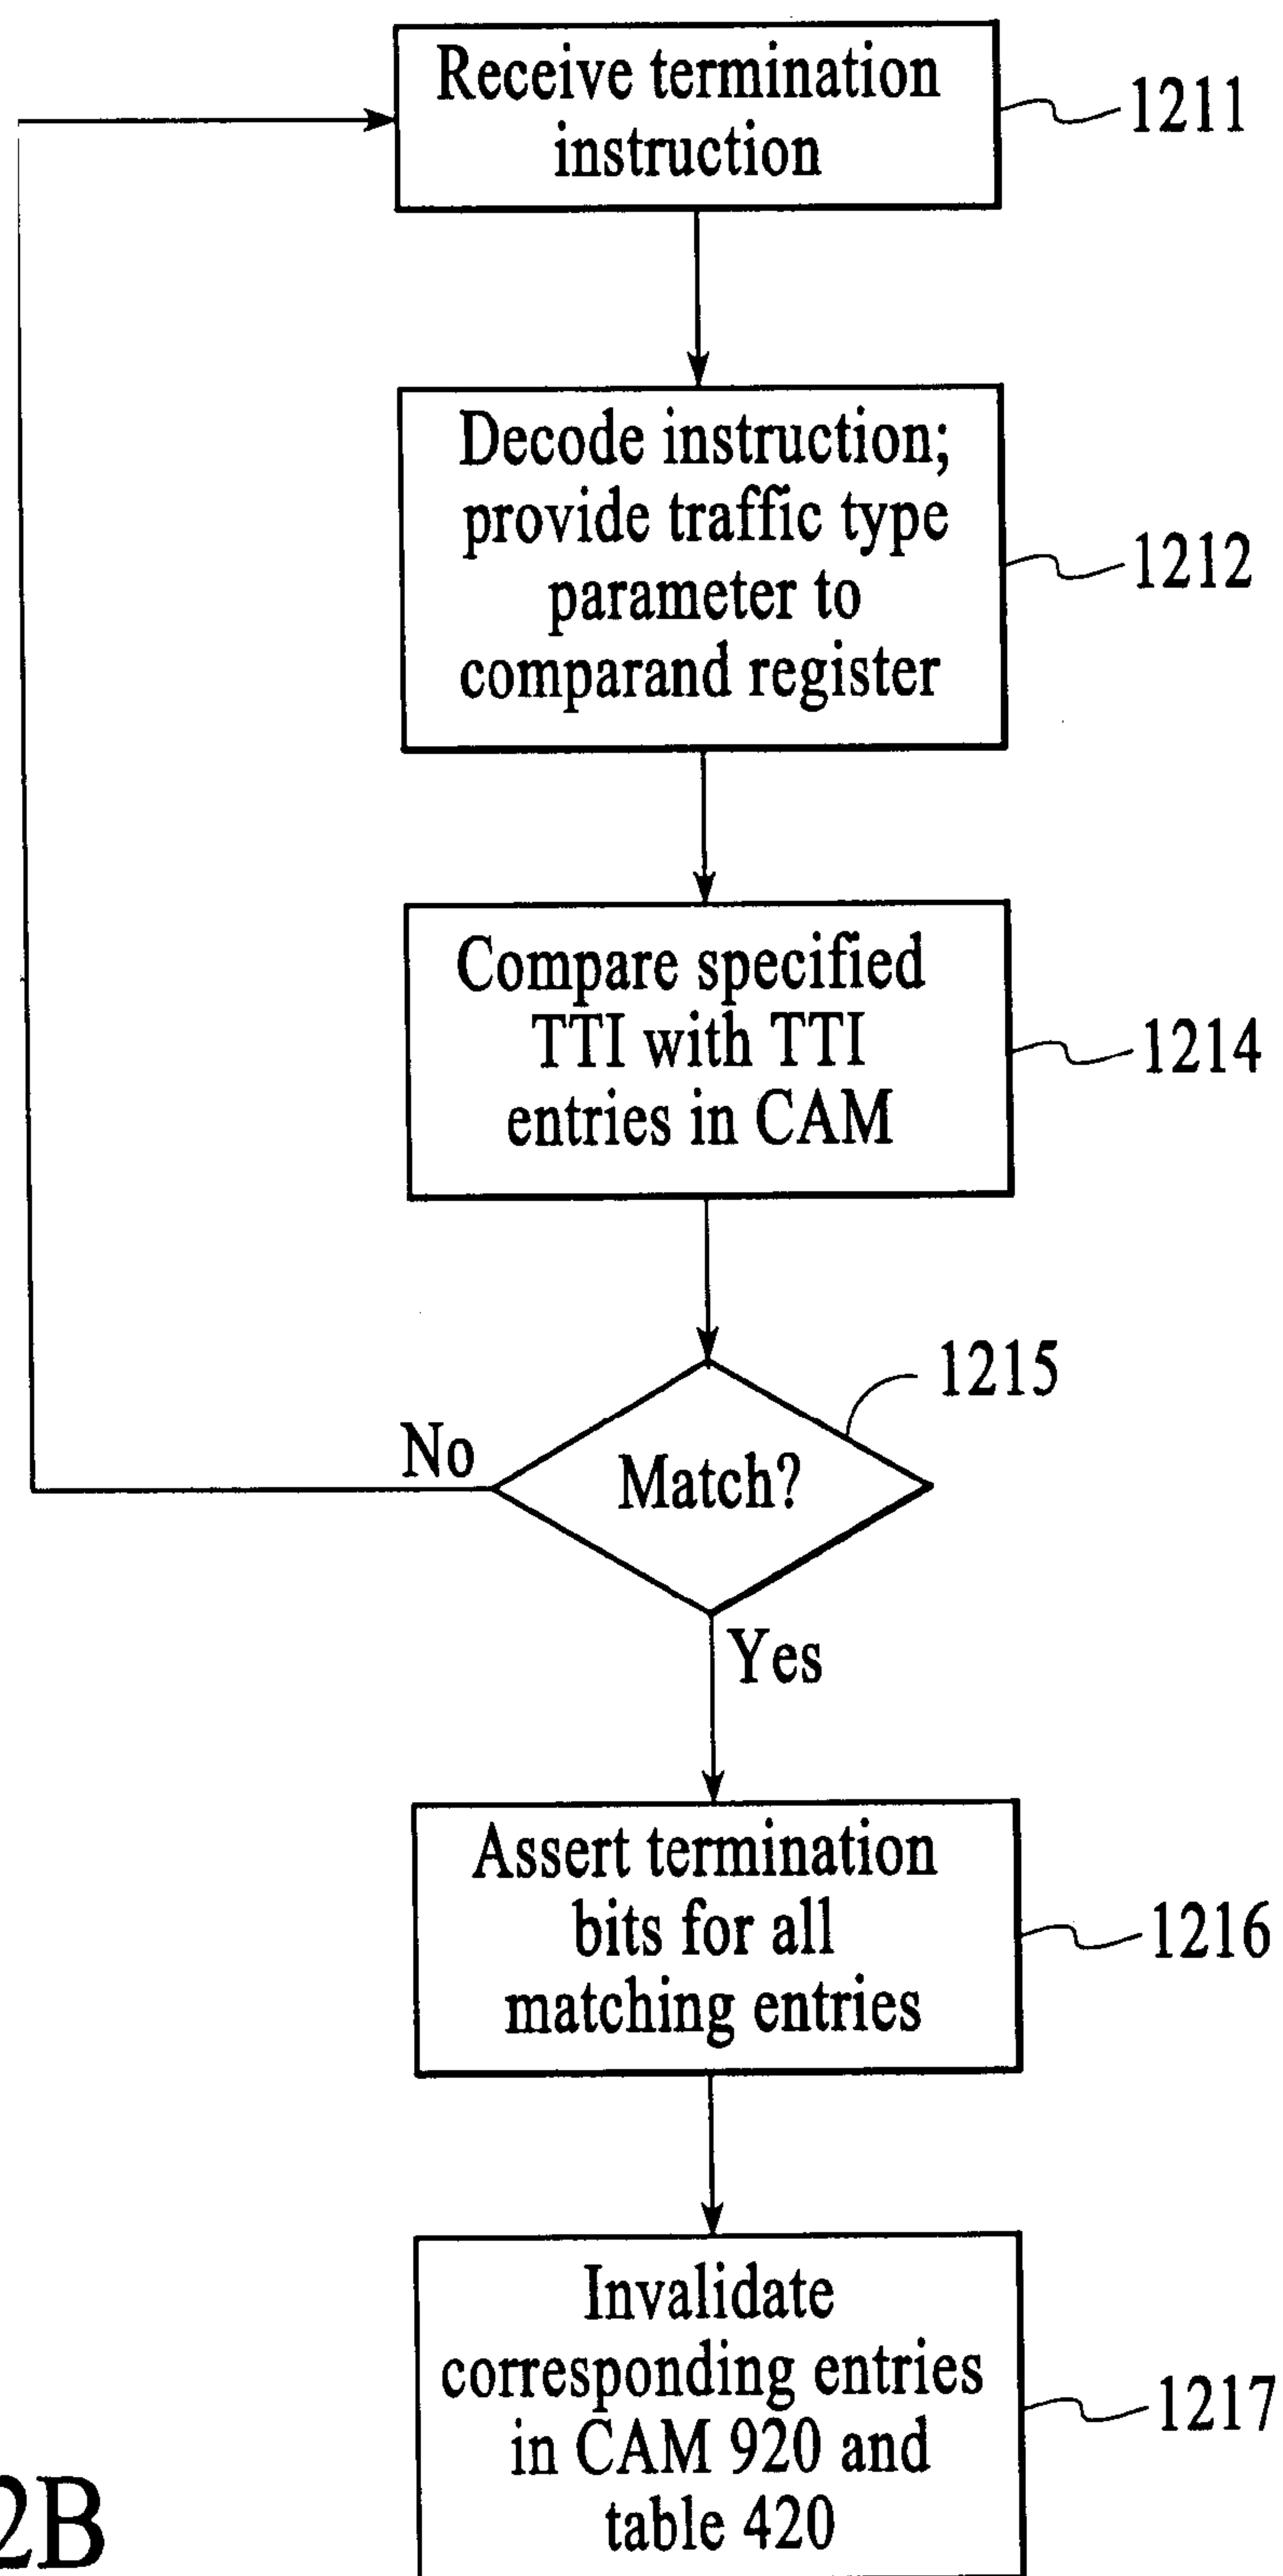 Receive termination
instruction
1211
Decode instruction;
provide traffic type
parameter to
comparand register
1212
Compare specified
TTI with TTI
entries in CAM
1214
1215
No
Match?
Yes
Assert termination
bits for all
matching entries
1216
Invalidate
corresponding entries
in CAM 920 and
table 420
1217
2B